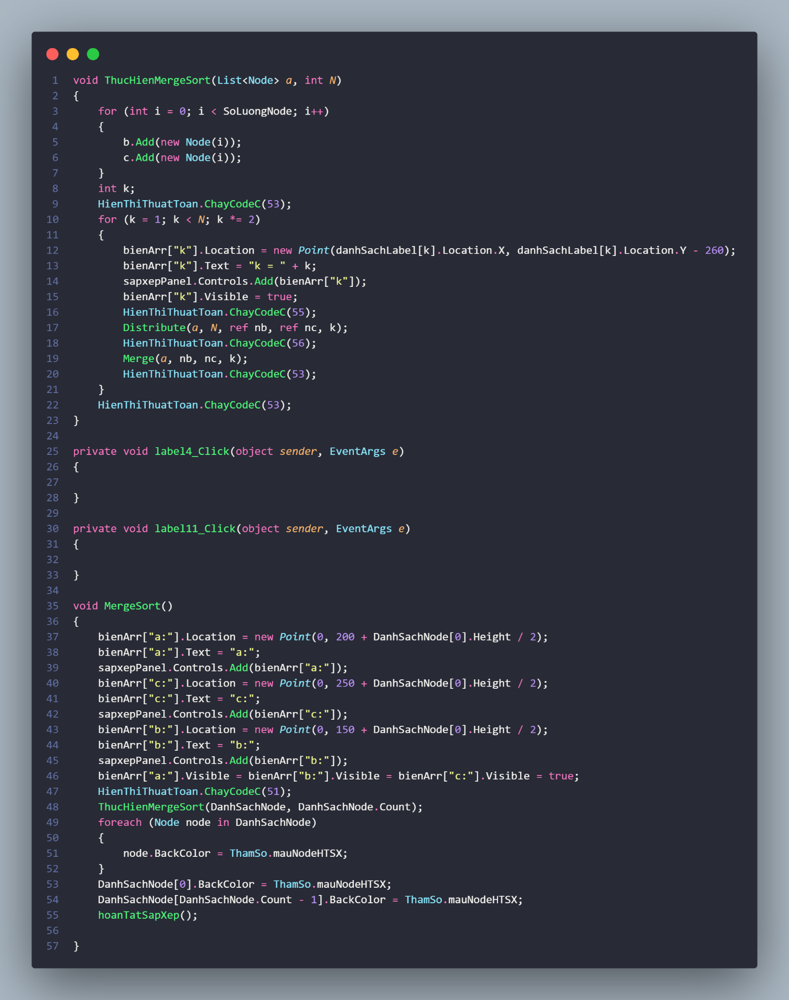 1 void ThucHienMergeSort(List<Node> a, int N)
2 {
3     for (int i = 0; i < SoLuongNode; i++)
4     {
5         b.Add(new Node(i));
6         c.Add(new Node(i));
7     }
8     int k;
9     HienThiThuatToan.ChayCodeC(53);
10     for (k = 1; k < N; k *= 2)
11     {
12         bienArr["k"].Location = new Point(danhSachLabel[k].Location.X, danhSachLabel[k].Location.Y - 260);
13         bienArr["k"].Text = "k = " + k;
14         sapxepPanel.Controls.Add(bienArr["k"]);
15         bienArr["k"].Visible = true;
16         HienThiThuatToan.ChayCodeC(55);
17         Distribute(a, N, ref nb, ref nc, k);
18         HienThiThuatToan.ChayCodeC(56);
19         Merge(a, nb, nc, k);
20         HienThiThuatToan.ChayCodeC(53);
21     }
22     HienThiThuatToan.ChayCodeC(53);
23 }
24
25 private void label4_Click(object sender, EventArgs e)
26 {
27
28 }
29
30 private void label11_Click(object sender, EventArgs e)
31 {
32
33 }
34
35 void MergeSort()
36 {
37     bienArr["a:"].Location = new Point(0, 200 + DanhSachNode[0].Height / 2);
38     bienArr["a:"].Text = "a:";
39     sapxepPanel.Controls.Add(bienArr["a:"]);
40     bienArr["c:"].Location = new Point(0, 250 + DanhSachNode[0].Height / 2);
41     bienArr["c:"].Text = "c:";
42     sapxepPanel.Controls.Add(bienArr["c:"]);
43     bienArr["b:"].Location = new Point(0, 150 + DanhSachNode[0].Height / 2);
44     bienArr["b:"].Text = "b:";
45     sapxepPanel.Controls.Add(bienArr["b:"]);
46     bienArr["a:"].Visible = bienArr["b:"].Visible = bienArr["c:"].Visible = true;
47     HienThiThuatToan.ChayCodeC(51);
48     ThucHienMergeSort(DanhSachNode, DanhSachNode.Count);
49     foreach (Node node in DanhSachNode)
50     {
51         node.BackColor = ThamSo.mauNodeHTSX;
52     }
53     DanhSachNode[0].BackColor = ThamSo.mauNodeHTSX;
54     DanhSachNode[DanhSachNode.Count - 1].BackColor = ThamSo.mauNodeHTSX;
55     hoanTatSapXep();
56
57 }